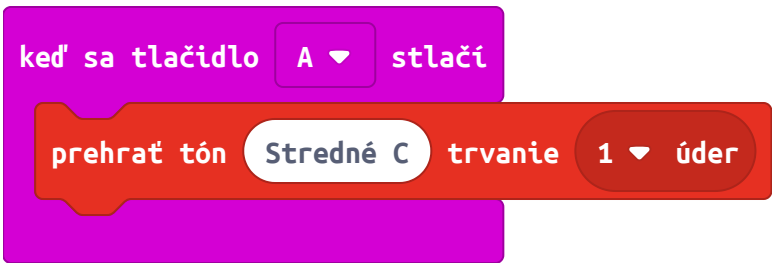 keď sa tlačidlo A stlačí
prehrať tón Stredné C trvanie 1 úder